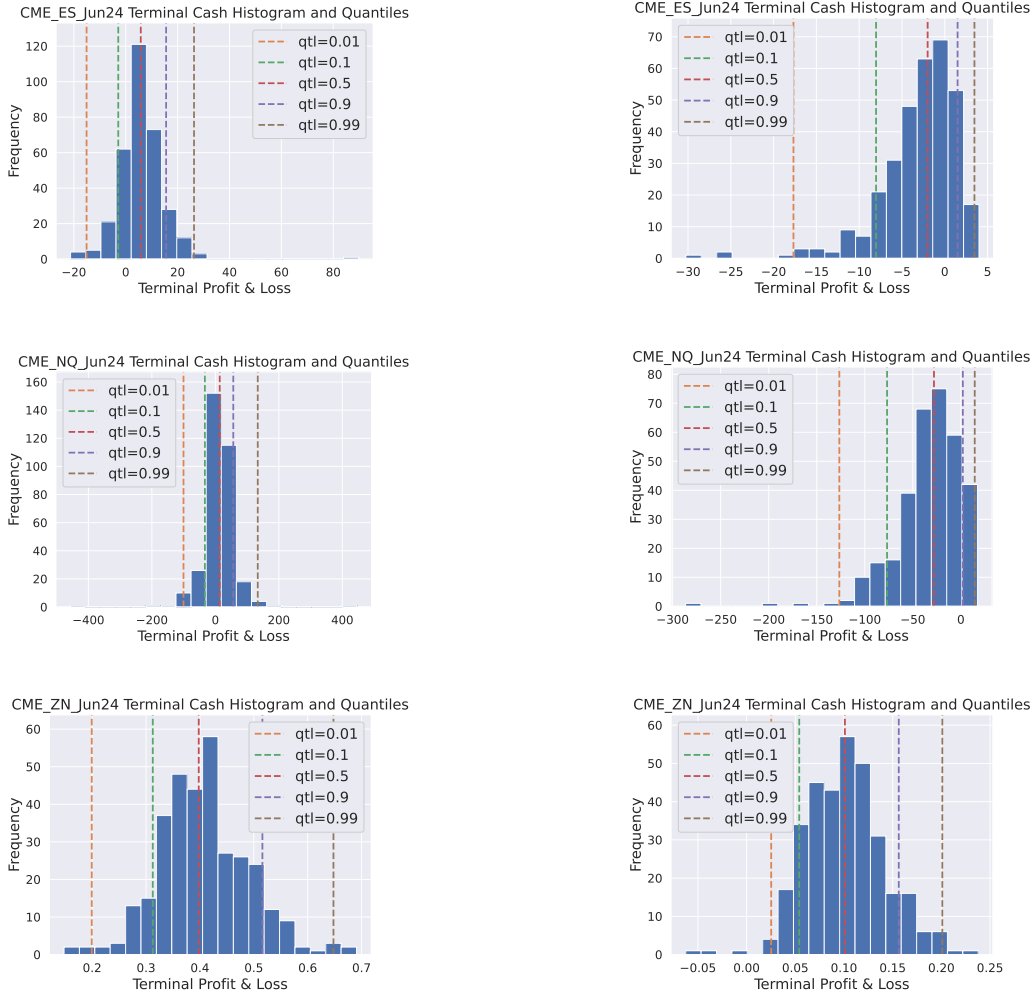 CME_ES_Jun24 Terminal Cash Histogram and Quantiles
qtl=0.01
qtl=0.1
qtl=0.5
qtl=0.9
qtl=0.99
120
100
80
60
40
20
0
Frequency
−20 0 20 40 60 80
Terminal Profit & Loss
CME_ES_Jun24 Terminal Cash Histogram and Quantiles
qtl=0.01
qtl=0.1
qtl=0.5
qtl=0.9
qtl=0.99
70
60
50
40
30
20
10
0
Frequency
−30 −25 −20 −15 −10 −5 0 5
Terminal Profit & Loss
CME_NQ_Jun24 Terminal Cash Histogram and Quantiles
qtl=0.01
qtl=0.1
qtl=0.5
qtl=0.9
qtl=0.99
160
140
120
100
80
60
40
20
0
Frequency
−400 −200 0 200 400
Terminal Profit & Loss
CME_NQ_Jun24 Terminal Cash Histogram and Quantiles
qtl=0.01
qtl=0.1
qtl=0.5
qtl=0.9
qtl=0.99
80
70
60
50
40
30
20
10
0
Frequency
−300 −250 −200 −150 −100 −50 0
Terminal Profit & Loss
CME_ZN_Jun24 Terminal Cash Histogram and Quantiles
qtl=0.01
qtl=0.1
qtl=0.5
qtl=0.9
qtl=0.99
60
50
40
30
20
10
0
Frequency
0.2 0.3 0.4 0.5 0.6 0.7
Terminal Profit & Loss
CME_ZN_Jun24 Terminal Cash Histogram and Quantiles
qtl=0.01
qtl=0.1
qtl=0.5
qtl=0.9
qtl=0.99
60
50
40
30
20
10
0
Frequency
−0.05 0.00 0.05 0.10 0.15 0.20 0.25
Terminal Profit & Loss